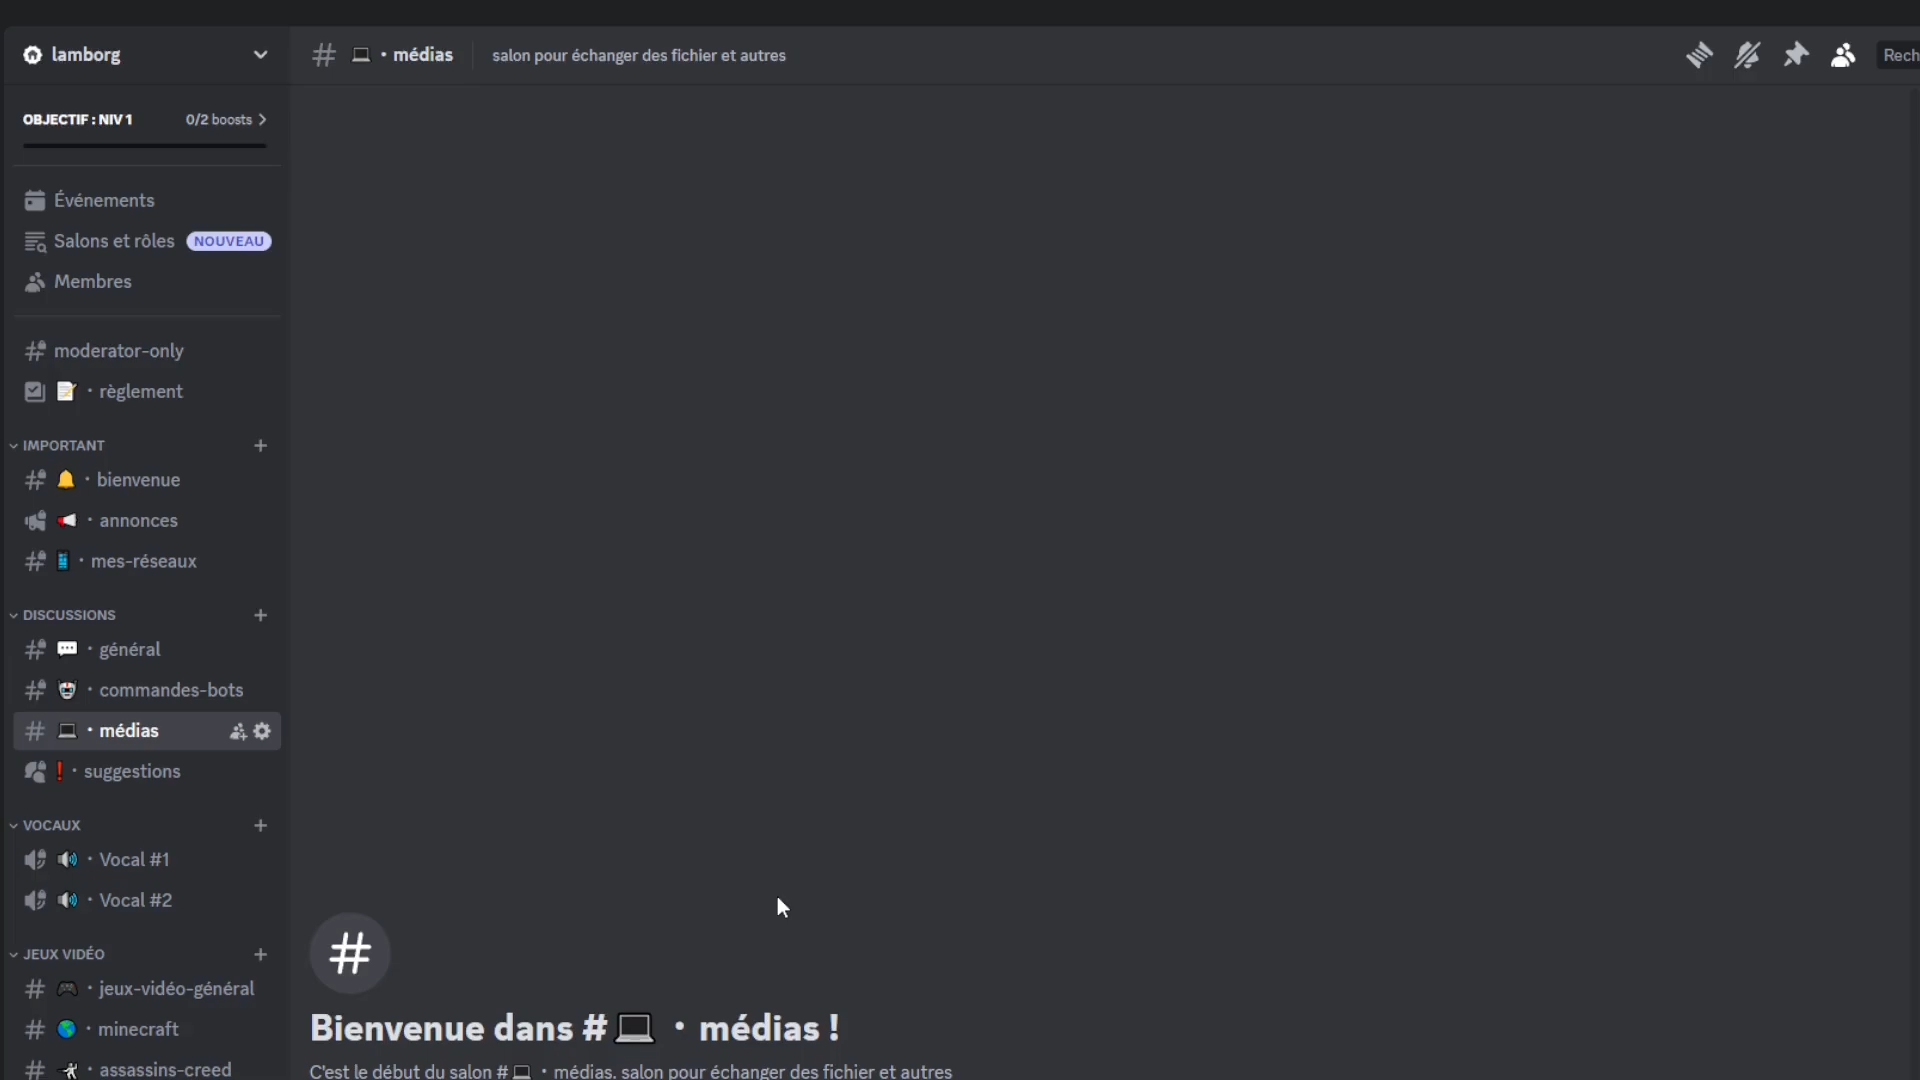 lamborg
OBJECTIF : NIV 1 0/2 boosts
Événements
Salons et rôles NOUVEAU
Membres
moderator-only
📝・règlement
IMPORTANT
🔔・bienvenue
📢・annonces
📱・mes-réseaux
DISCUSSIONS
💬・général
🤖・commandes-bots
💻・médias
❗・suggestions
VOCAUX
🔊・Vocal #1
🔊・Vocal #2
JEUX VIDÉO
🎮・jeux-vidéo-général
🌎・minecraft
assassins-creed
# 💻・médias salon pour échanger des fichier et autres
Rech
#
Bienvenue dans #💻・médias !
C'est le début du salon #💻・médias. salon pour échanger des fichier et autres